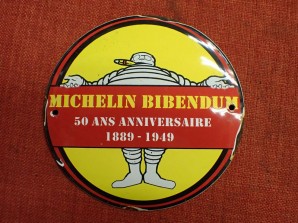 MICHELIN BIBENDUM
50 ANS ANNIVERSAIRE
1889 - 1949